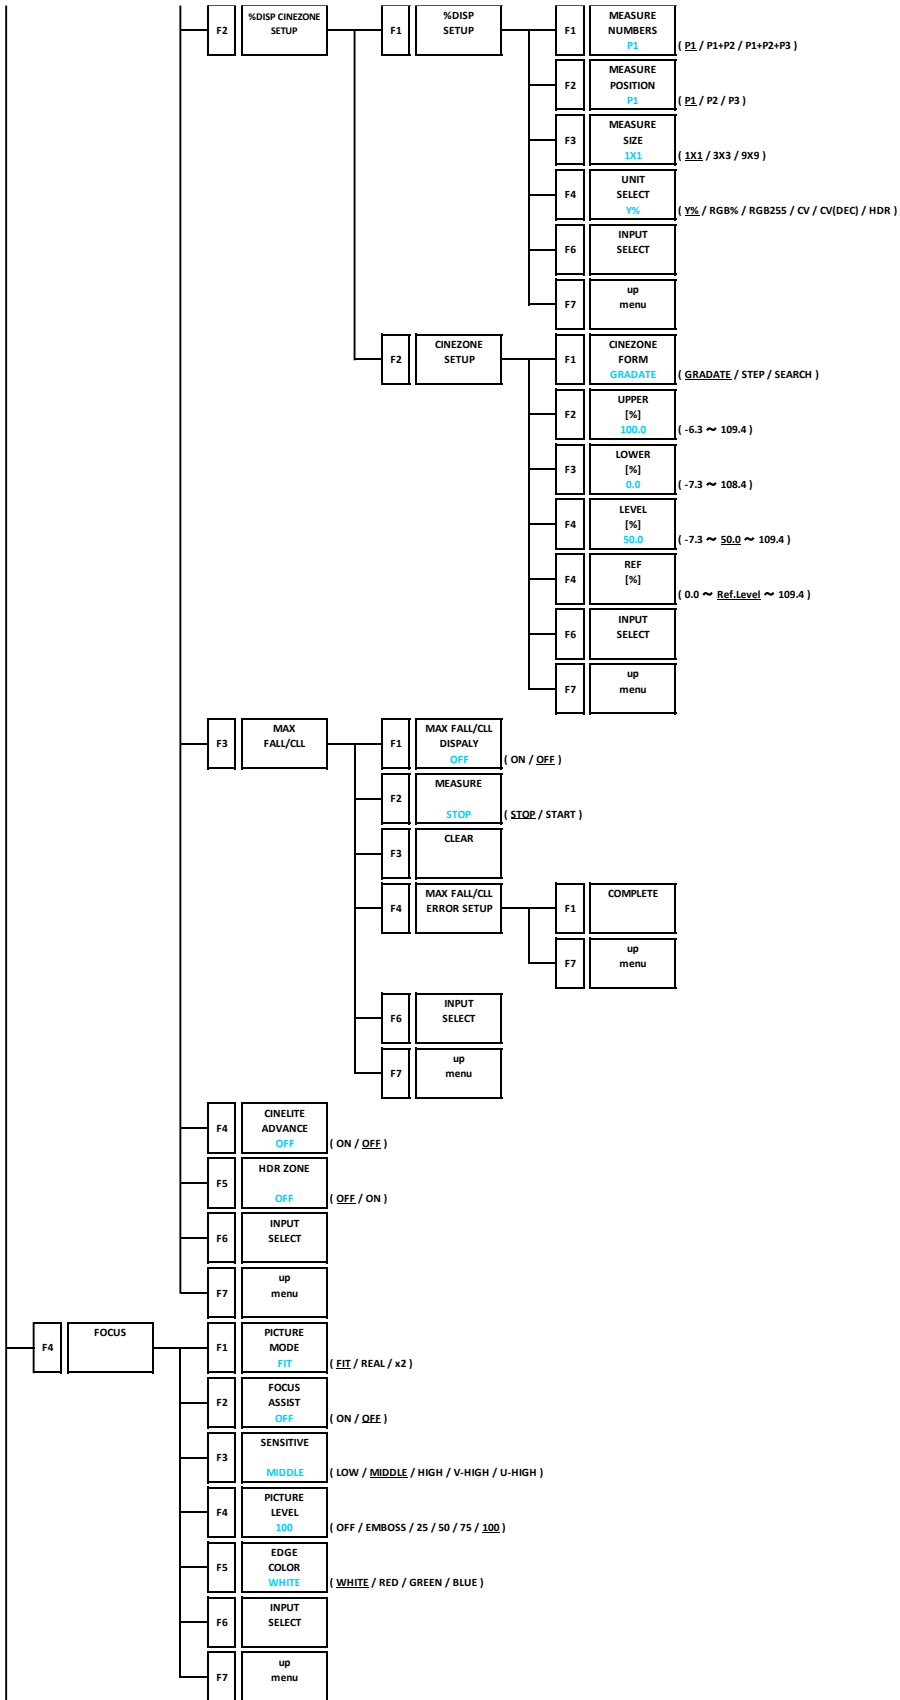 F2
%DISP CINEZONE
SETUP
F1
%DISP
SETUP
F1
MEASURE
NUMBERS
P1
( P1 / P1+P2 / P1+P2+P3 )
F2
MEASURE
POSITION
P1
( P1 / P2 / P3 )
F3
MEASURE
SIZE
1X1
( 1X1 / 3X3 / 9X9 )
F4
UNIT
SELECT
Y%
( Y% / RGB% / RGB255 / CV / CV(DEC) / HDR )
F6
INPUT
SELECT
F7
up
menu
F2
CINEZONE
SETUP
F1
CINEZONE
FORM
GRADATE
( GRADATE / STEP / SEARCH )
F2
UPPER
[%]
100.0
( -6.3 ～ 109.4 )
F3
LOWER
[%]
0.0
( -7.3 ～ 108.4 )
F4
LEVEL
[%]
50.0
( -7.3 ～ 50.0 ～ 109.4 )
F4
REF
[%]
( 0.0 ～ Ref.Level ～ 109.4 )
F6
INPUT
SELECT
F7
up
menu
F3
MAX
FALL/CLL
F1
MAX FALL/CLL
DISPALY
OFF
( ON / OFF )
F2
MEASURE
STOP
( STOP / START )
F3
CLEAR
F4
MAX FALL/CLL
ERROR SETUP
F1
COMPLETE
F7
up
menu
F6
INPUT
SELECT
F7
up
menu
F4
CINELITE
ADVANCE
OFF
( ON / OFF )
F5
HDR ZONE
OFF
( OFF / ON )
F6
INPUT
SELECT
F7
up
menu
F4
FOCUS
F1
PICTURE
MODE
FIT
( FIT / REAL / x2 )
F2
FOCUS
ASSIST
OFF
( ON / OFF )
F3
SENSITIVE
MIDDLE
( LOW / MIDDLE / HIGH / V-HIGH / U-HIGH )
F4
PICTURE
LEVEL
100
( OFF / EMBOSS / 25 / 50 / 75 / 100 )
F5
EDGE
COLOR
WHITE
( WHITE / RED / GREEN / BLUE )
F6
INPUT
SELECT
F7
up
menu